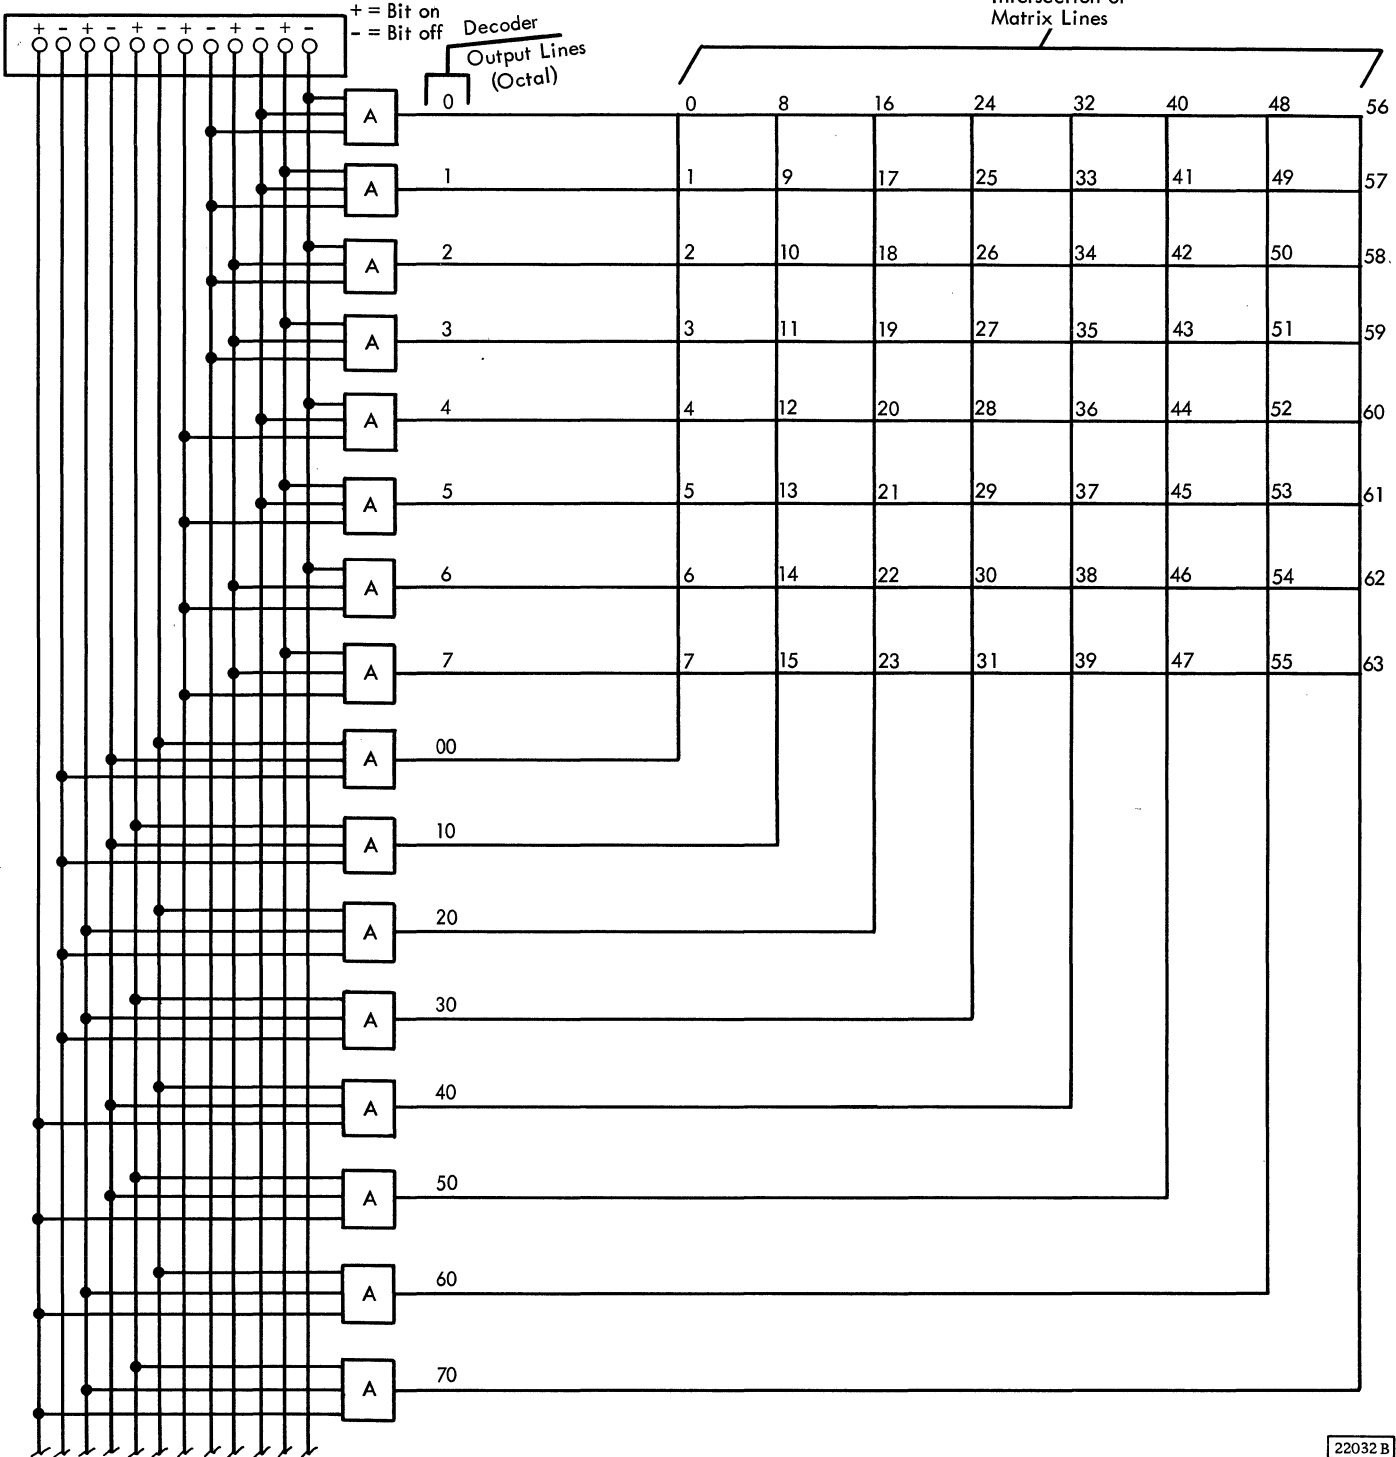 Intersection of
Matrix Lines
+ = Bit on
- = Bit off
Decoder
Output Lines
(Octal)
+ - + - + - + - + - + -
A 0 0 8 16 24 32 40 48 56
A 1 1 9 17 25 33 41 49 57
A 2 2 10 18 26 34 42 50 58
A 3 3 11 19 27 35 43 51 59
A 4 4 12 20 28 36 44 52 60
A 5 5 13 21 29 37 45 53 61
A 6 6 14 22 30 38 46 54 62
A 7 7 15 23 31 39 47 55 63
A 00
A 10
A 20
A 30
A 40
A 50
A 60
A 70
22032 B